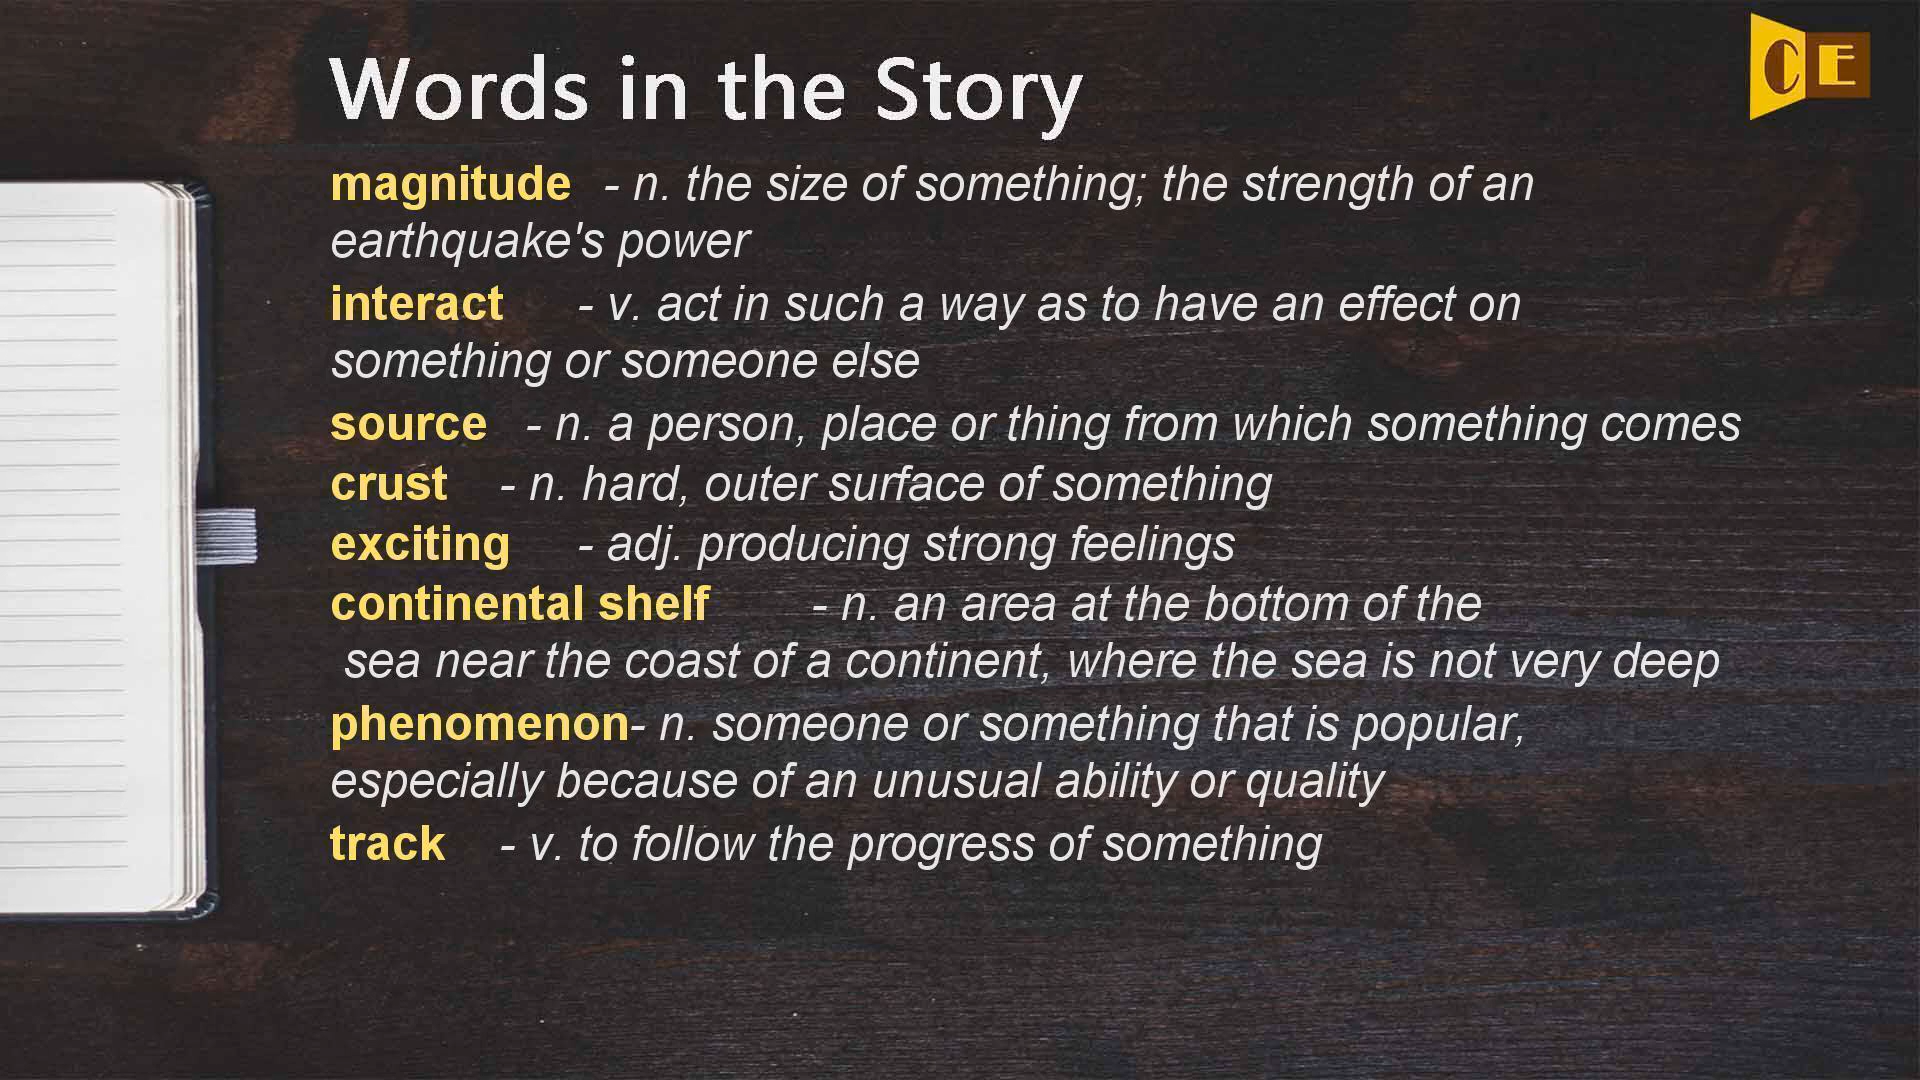 Words in the Story
CE
magnitude - n. the size of something; the strength of an
earthquake's power
interact - v. act in such a way as to have an effect on
something or someone else
source - n. a person, place or thing from which something comes
crust - n. hard, outer surface of something
exciting - adj. producing strong feelings
continental shelf - n. an area at the bottom of the
sea near the coast of a continent, where the sea is not very deep
phenomenon- n. someone or something that is popular,
especially because of an unusual ability or quality
track - v. to follow the progress of something